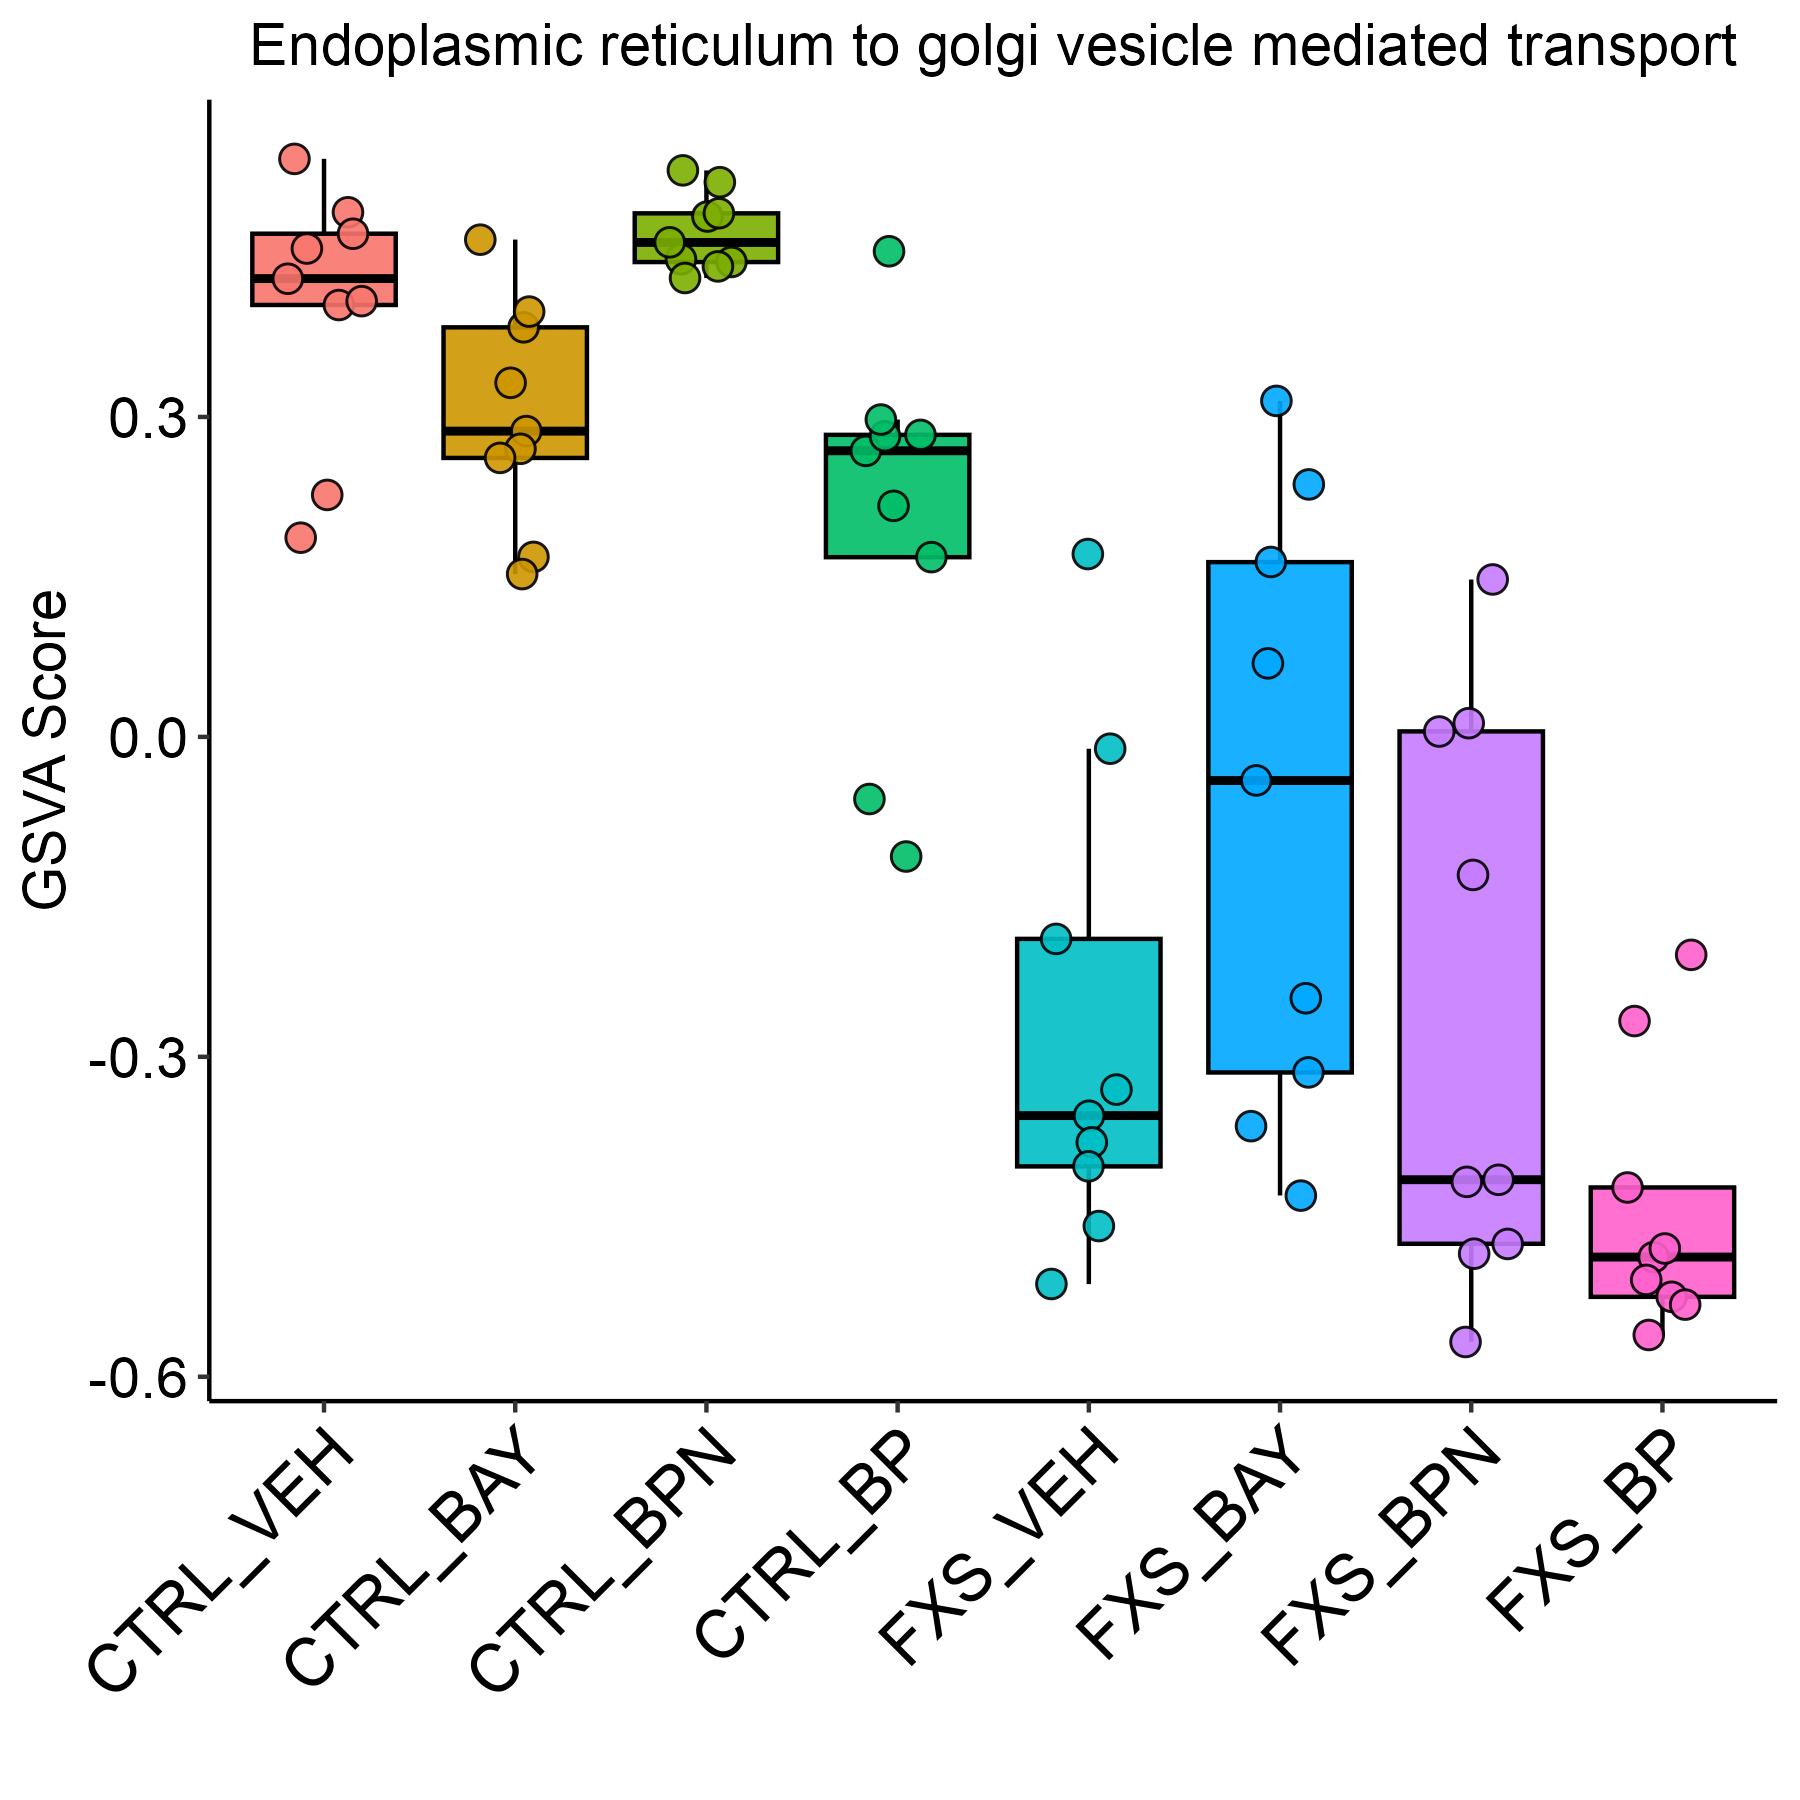 Endoplasmic reticulum to golgi vesicle mediated transport
GSVA Score
0.3
0.0
-0.3
-0.6
CTRL_VEH
CTRL_BAY
CTRL_BPN
CTRL_BP
FXS_VEH
FXS_BAY
FXS_BPN
FXS_BP